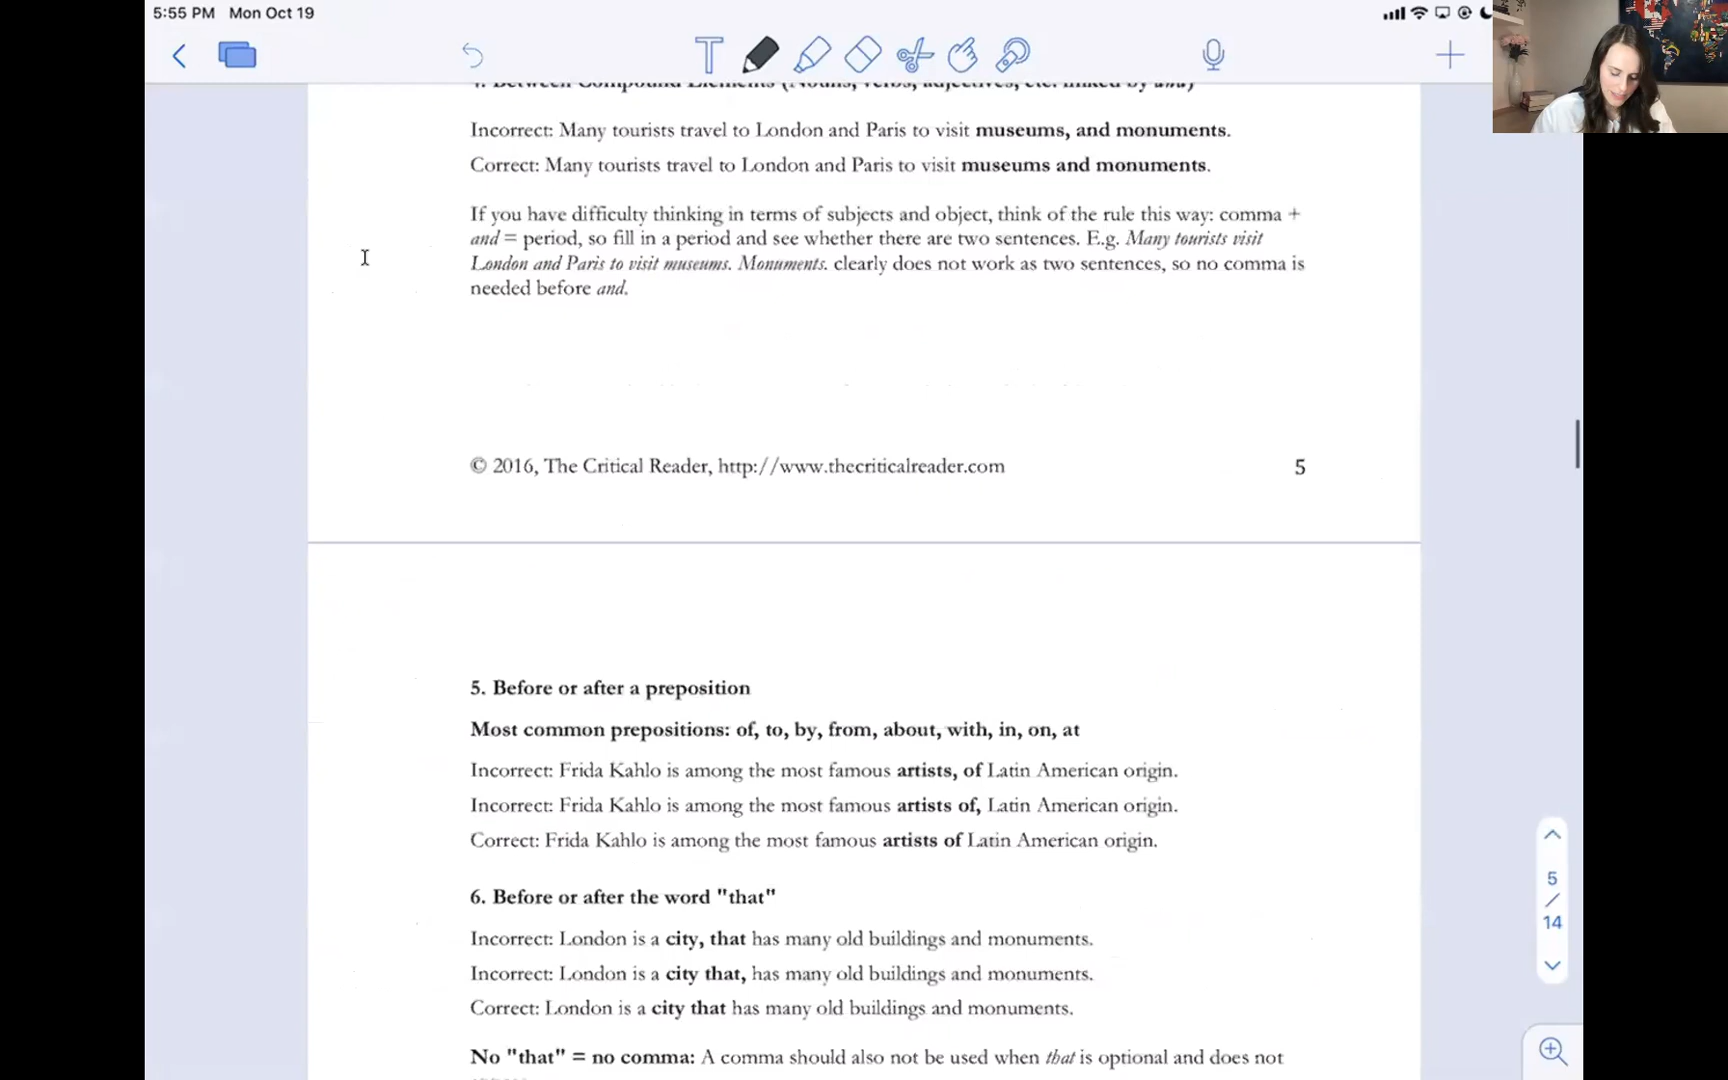 5:55 PM Mon Oct 19
4. Between Compound Elements (Nouns, verbs, adjectives, etc. linked by and)
Incorrect: Many tourists travel to London and Paris to visit museums, and monuments.
Correct: Many tourists travel to London and Paris to visit museums and monuments.
If you have difficulty thinking in terms of subjects and object, think of the rule this way: comma +
and = period, so fill in a period and see whether there are two sentences. E.g. Many tourists visit
London and Paris to visit museums. Monuments. clearly does not work as two sentences, so no comma is
needed before and.
© 2016, The Critical Reader, http://www.thecriticalreader.com 5
5. Before or after a preposition
Most common prepositions: of, to, by, from, about, with, in, on, at
Incorrect: Frida Kahlo is among the most famous artists, of Latin American origin.
Incorrect: Frida Kahlo is among the most famous artists of, Latin American origin.
Correct: Frida Kahlo is among the most famous artists of Latin American origin.
6. Before or after the word "that"
Incorrect: London is a city, that has many old buildings and monuments.
Incorrect: London is a city that, has many old buildings and monuments.
Correct: London is a city that has many old buildings and monuments.
No "that" = no comma: A comma should also not be used when that is optional and does not
5
/
14